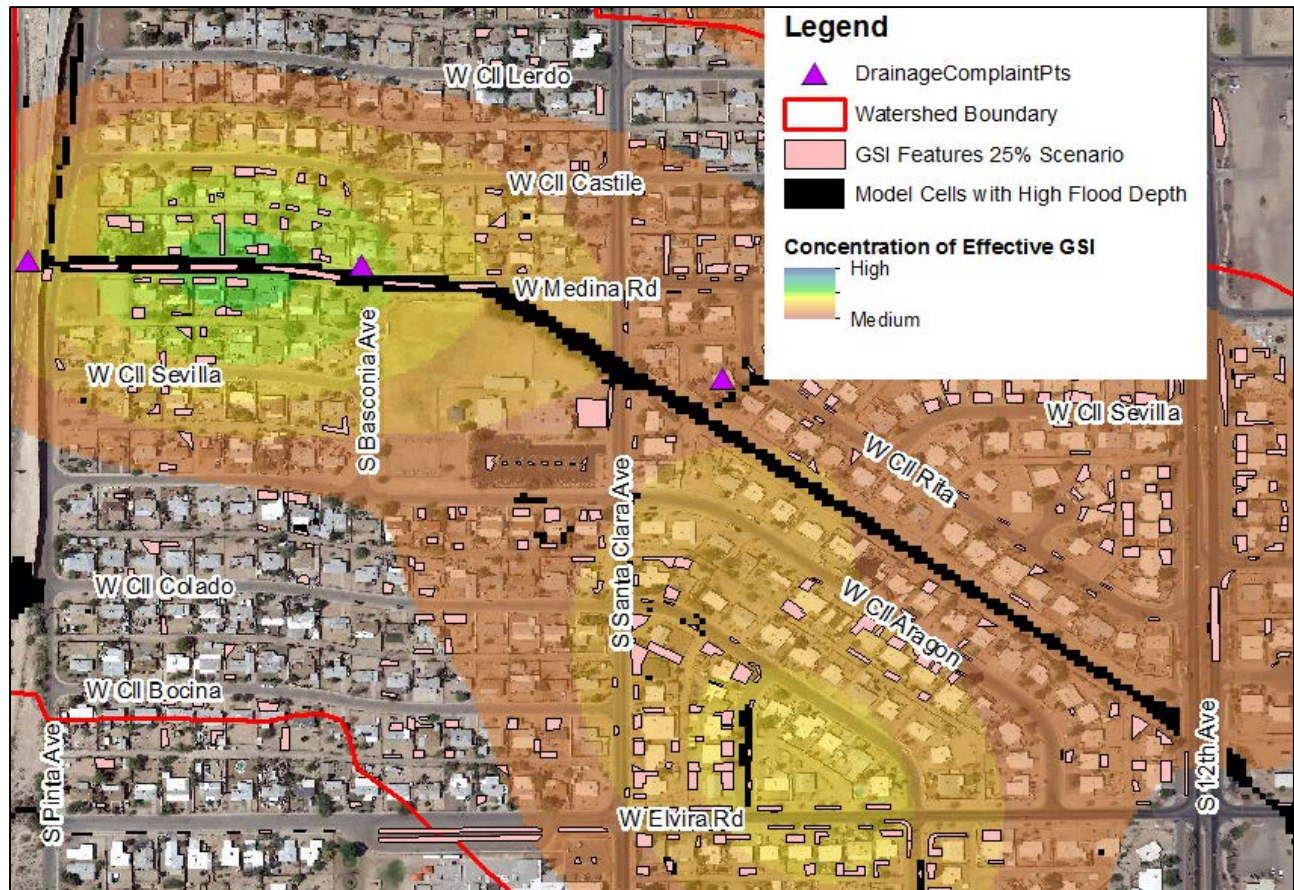 Legend
DrainageComplaintPts
Watershed Boundary
GSI Features 25% Scenario
Model Cells with High Flood Depth
Concentration of Effective GSI
High
Medium
W Cll Lerdo
W Cll Castile
W Medina Rd
S Basconia Ave
W Cll Sevilla
W Cll Sevilla
W Cll Rita
S Santa Clara Ave
W Cll Colado
W Cll Aragon
W Cll Bocina
S Pinta Ave
S 12th Ave
W Elvira Rd